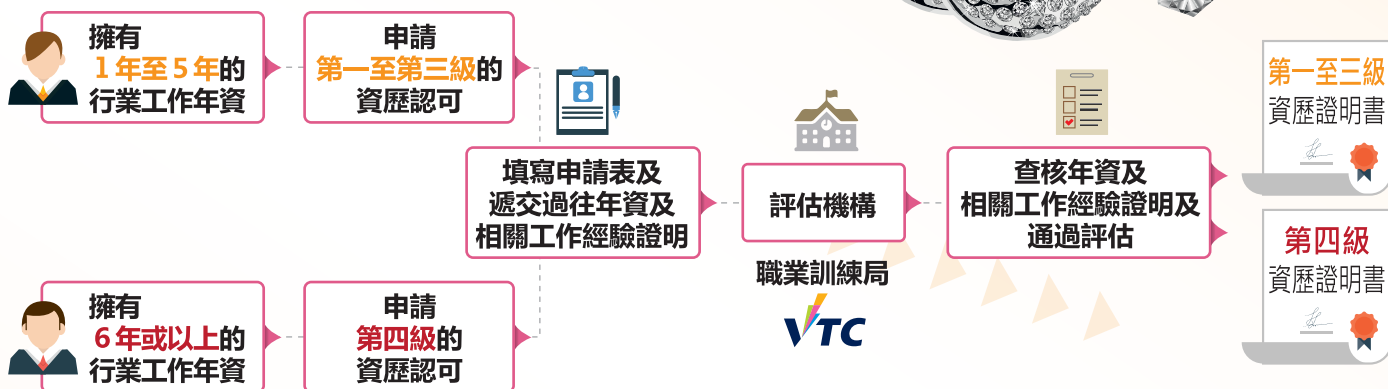 擁有
1年至5年的
行業工作年資
申請
第一至第三級的
資歷認可
擁有
6年或以上的
行業工作年資
申請
第四級的
資歷認可
填寫申請表及
遞交過往年資及
相關工作經驗證明
評估機構
職業訓練局
VTC
查核年資及
相關工作經驗證明及
通過評估
第一至三級
資歷證明書
第四級
資歷證明書